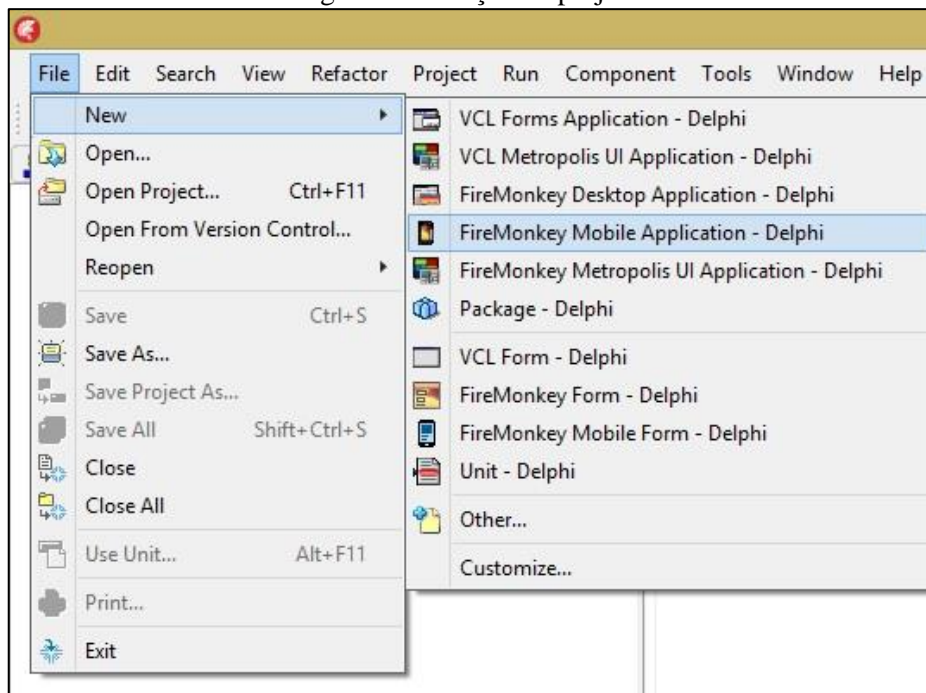 File Edit Search View Refactor Project Run Component Tools Window Help
New
Open...
Open Project... Ctrl+F11
Open From Version Control...
Reopen
Save Ctrl+S
Save As...
Save Project As...
Save All Shift+Ctrl+S
Close
Close All
Use Unit... Alt+F11
Print...
Exit
VCL Forms Application - Delphi
VCL Metropolis UI Application - Delphi
FireMonkey Desktop Application - Delphi
FireMonkey Mobile Application - Delphi
FireMonkey Metropolis UI Application - Delphi
Package - Delphi
VCL Form - Delphi
FireMonkey Form - Delphi
FireMonkey Mobile Form - Delphi
Unit - Delphi
Other...
Customize...